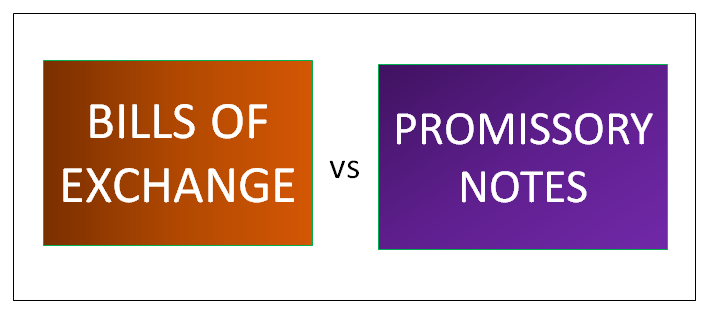 BILLS OF
EXCHANGE
vs
PROMISSORY
NOTES